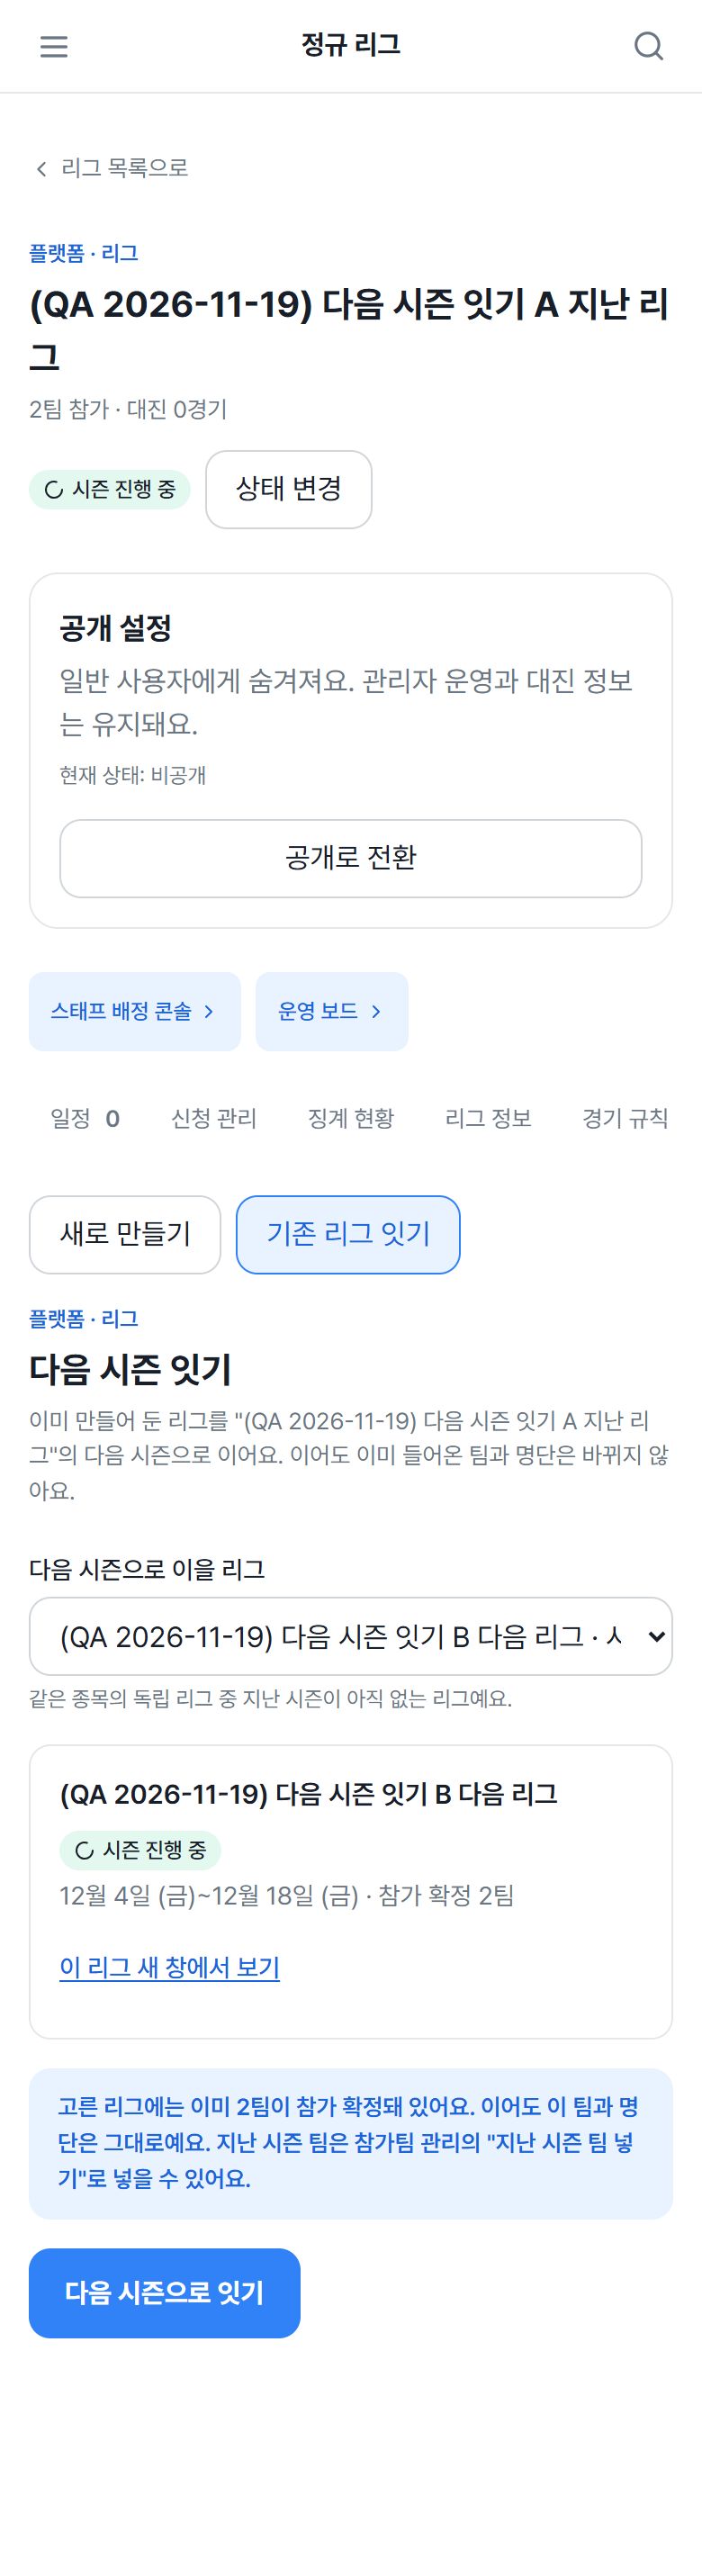 정규 리그
리그 목록으로
플랫폼 · 리그
(QA 2026-11-19) 다음 시즌 잇기 A 지난 리
그
2팀 참가 · 대진 0경기
시즌 진행 중
상태 변경
공개 설정
일반 사용자에게 숨겨져요. 관리자 운영과 대진 정보
는 유지돼요.
현재 상태: 비공개
공개로 전환
스태프 배정 콘솔
운영 보드
일정 0 신청 관리 징계 현황 리그 정보 경기 규칙
새로 만들기
기존 리그 잇기
플랫폼 · 리그
다음 시즌 잇기
이미 만들어 둔 리그를 "(QA 2026-11-19) 다음 시즌 잇기 A 지난 리
그"의 다음 시즌으로 이어요. 이어도 이미 들어온 팀과 명단은 바뀌지 않
아요.
다음 시즌으로 이을 리그
(QA 2026-11-19) 다음 시즌 잇기 B 다음 리그 ·
같은 종목의 독립 리그 중 지난 시즌이 아직 없는 리그예요.
(QA 2026-11-19) 다음 시즌 잇기 B 다음 리그
시즌 진행 중
12월 4일 (금)~12월 18일 (금) · 참가 확정 2팀
이 리그 새 창에서 보기
고른 리그에는 이미 2팀이 참가 확정돼 있어요. 이어도 이 팀과 명
단은 그대로예요. 지난 시즌 팀은 참가팀 관리의 "지난 시즌 팀 넣
기"로 넣을 수 있어요.
다음 시즌으로 잇기